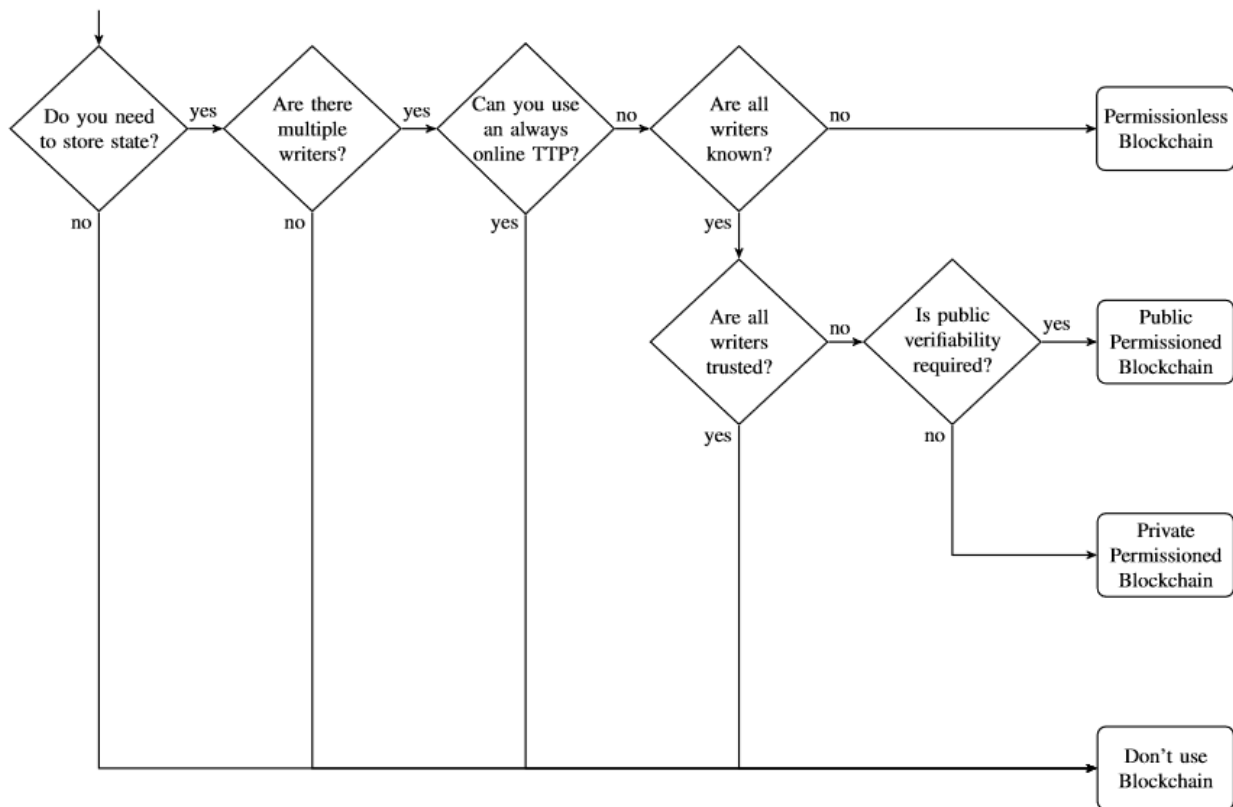 Do you need
to store state?
yes
no
Are there
multiple
writers?
yes
no
Can you use
an always
online TTP?
no
yes
Are all
writers
known?
no
yes
Permissionless
Blockchain
Are all
writers
trusted?
no
yes
Is public
verifiability
required?
yes
no
Public
Permissioned
Blockchain
Private
Permissioned
Blockchain
Don't use
Blockchain